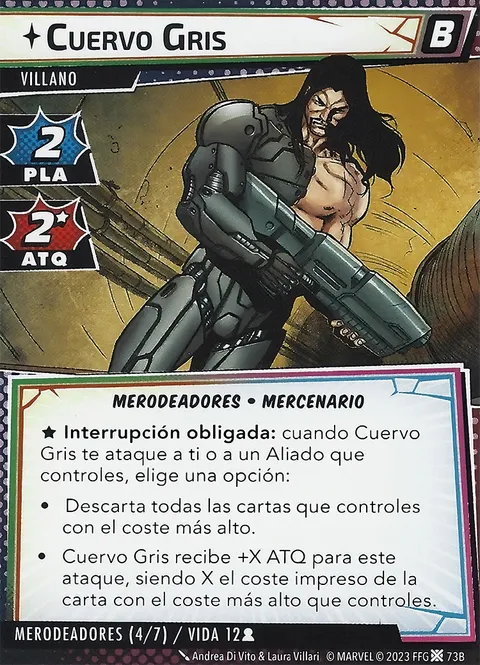 CUERVO GRIS
B
VILLANO
2
PLA
2
ATQ
MERODEADORES • MERCENARIO
★ Interrupción obligada: cuando Cuervo
Gris te ataque a ti o a un Aliado que
controles, elige una opción:
• Descarta todas las cartas que controles
con el coste más alto.
• Cuervo Gris recibe +X ATQ para este
ataque, siendo X el coste impreso de la
carta con el coste más alto que controles.
MERODEADORES (4/7) / VIDA 12
Andrea Di Vito & Laura Villari © MARVEL © 2023 FFG 73B